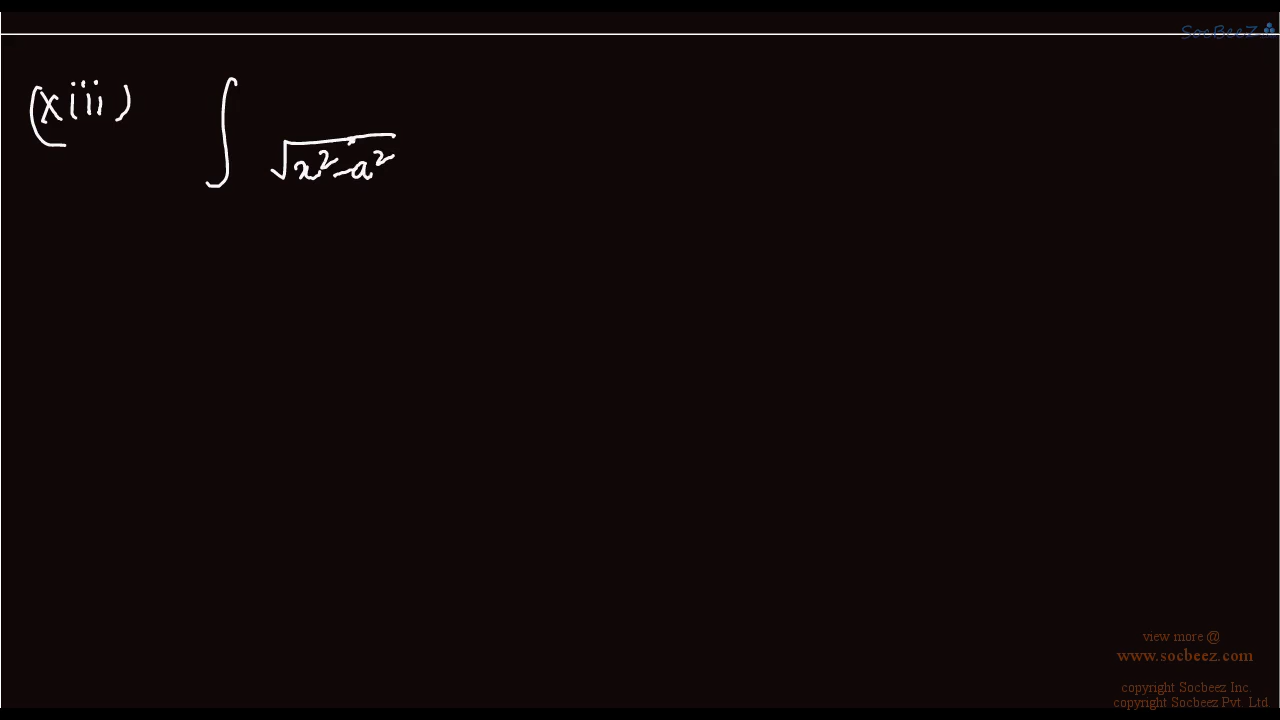 SocBeeZ
(xiii) ∫ √x²-a²
view more @
www.socbeez.com
copyright Socbeez Inc.
copyright Socbeez Pvt. Ltd.